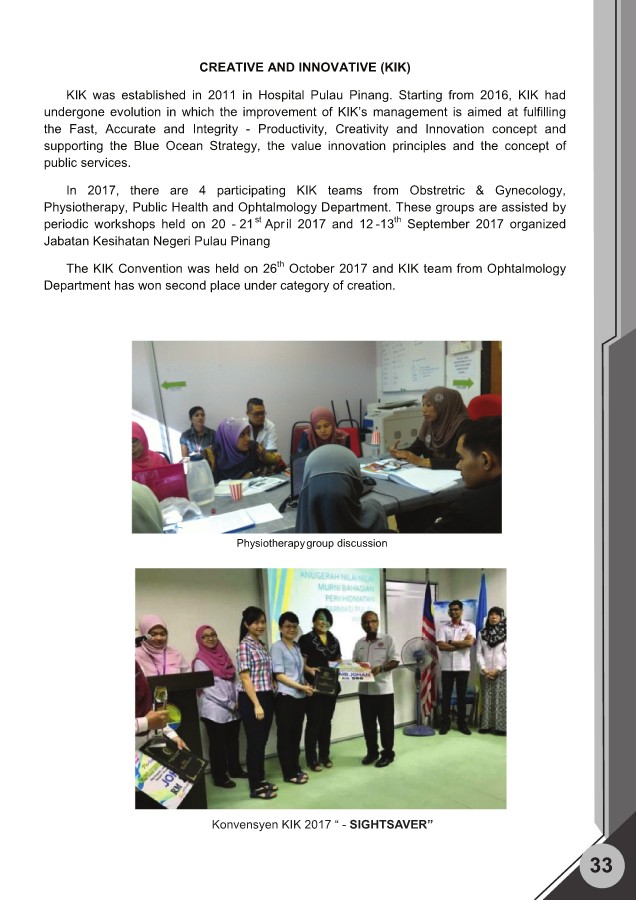 CREATIVE AND INNOVATIVE (KIK)
KIK was established in 2011 in Hospital Pulau Pinang. Starting from 2016, KIK had
undergone evolution in which the improvement of KIK's management is aimed at fulfilling
the Fast, Accurate and Integrity - Productivity, Creativity and Innovation concept and
supporting the Blue Ocean Strategy, the value innovation principles and the concept of
public services.
In 2017, there are 4 participating KIK teams from Obstretric & Gynecology,
Physiotherapy, Public Health and Ophtalmology Department. These groups are assisted by
periodic workshops held on 20 - 21st April 2017 and 12 -13th September 2017 organized
Jabatan Kesihatan Negeri Pulau Pinang
The KIK Convention was held on 26th October 2017 and KIK team from Ophtalmology
Department has won second place under category of creation.
Physiotherapy group discussion
ANUGERAH NILAI-NILAI
MURNI BAHAGIAN
PERKHIDMATAN
Konvensyen KIK 2017 “ - SIGHTSAVER”
33